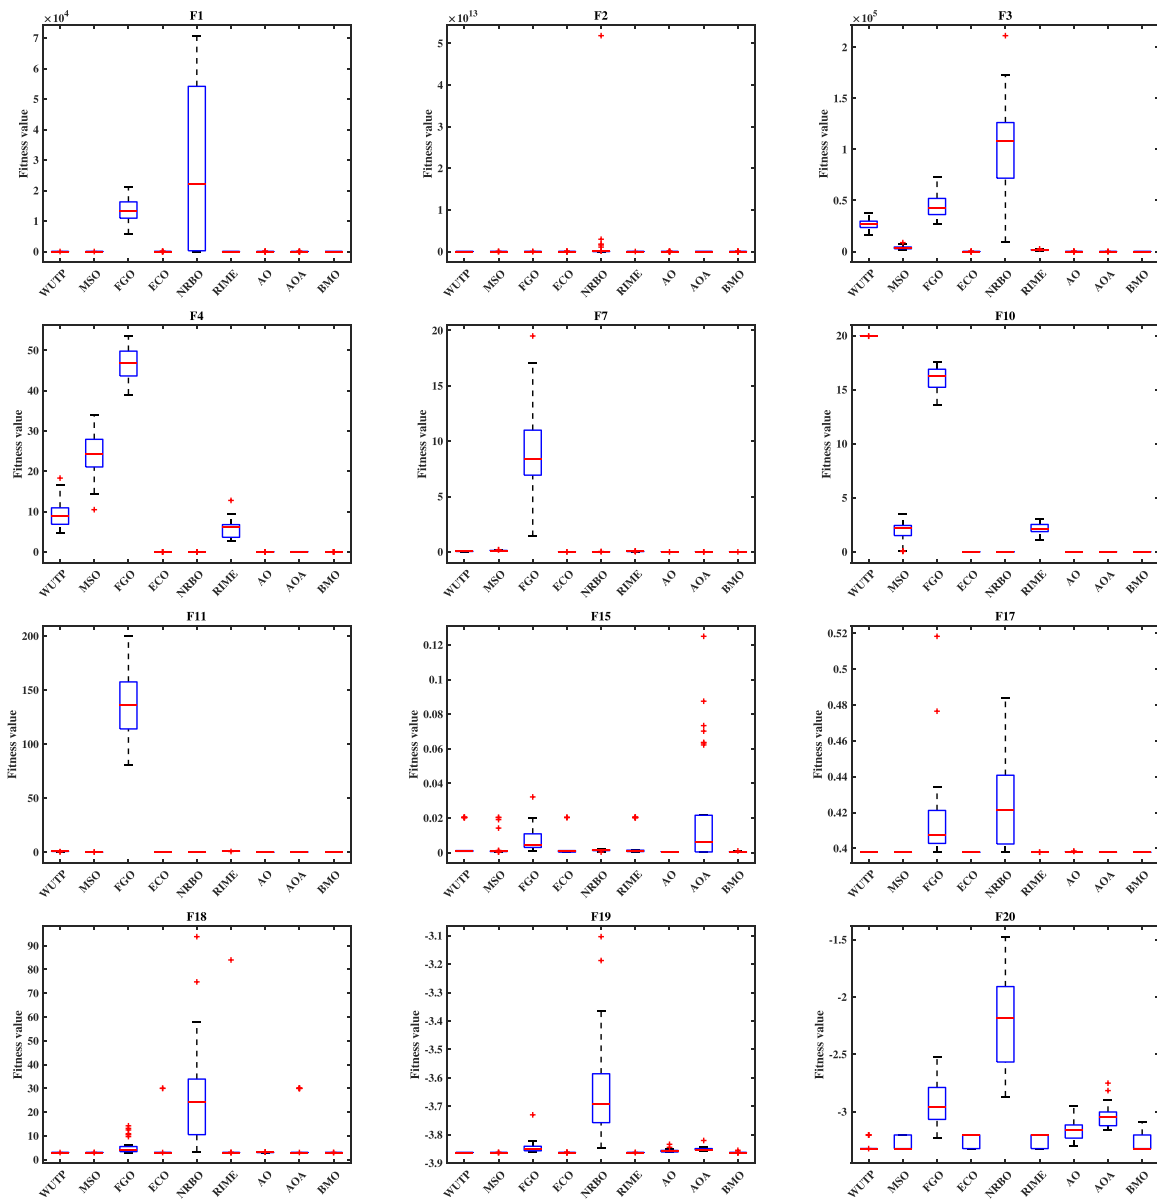 F1
×10^4
Fitness value
7
6
5
4
3
2
1
0
WUTP MSO FGO ECO NRBO RIME AO AOA BMO
F2
×10^13
Fitness value
5
4
3
2
1
0
WUTP MSO FGO ECO NRBO RIME AO AOA BMO
F3
×10^5
Fitness value
2
1
0
WUTP MSO FGO ECO NRBO RIME AO AOA BMO
F4
Fitness value
50
40
30
20
10
0
WUTP MSO FGO ECO NRBO RIME AO AOA BMO
F7
Fitness value
20
15
10
5
0
WUTP MSO FGO ECO NRBO RIME AO AOA BMO
F10
Fitness value
20
15
10
5
0
WUTP MSO FGO ECO NRBO RIME AO AOA BMO
F11
Fitness value
200
150
100
50
0
WUTP MSO FGO ECO NRBO RIME AO AOA BMO
F15
Fitness value
0.12
0.1
0.08
0.06
0.04
0.02
0
WUTP MSO FGO ECO NRBO RIME AO AOA BMO
F17
Fitness value
0.52
0.5
0.48
0.46
0.44
0.42
0.4
WUTP MSO FGO ECO NRBO RIME AO AOA BMO
F18
Fitness value
90
80
70
60
50
40
30
20
10
0
WUTP MSO FGO ECO NRBO RIME AO AOA BMO
F19
Fitness value
-3.1
-3.2
-3.3
-3.4
-3.5
-3.6
-3.7
-3.8
-3.9
WUTP MSO FGO ECO NRBO RIME AO AOA BMO
F20
Fitness value
-1.5
-2
-2.5
-3
WUTP MSO FGO ECO NRBO RIME AO AOA BMO